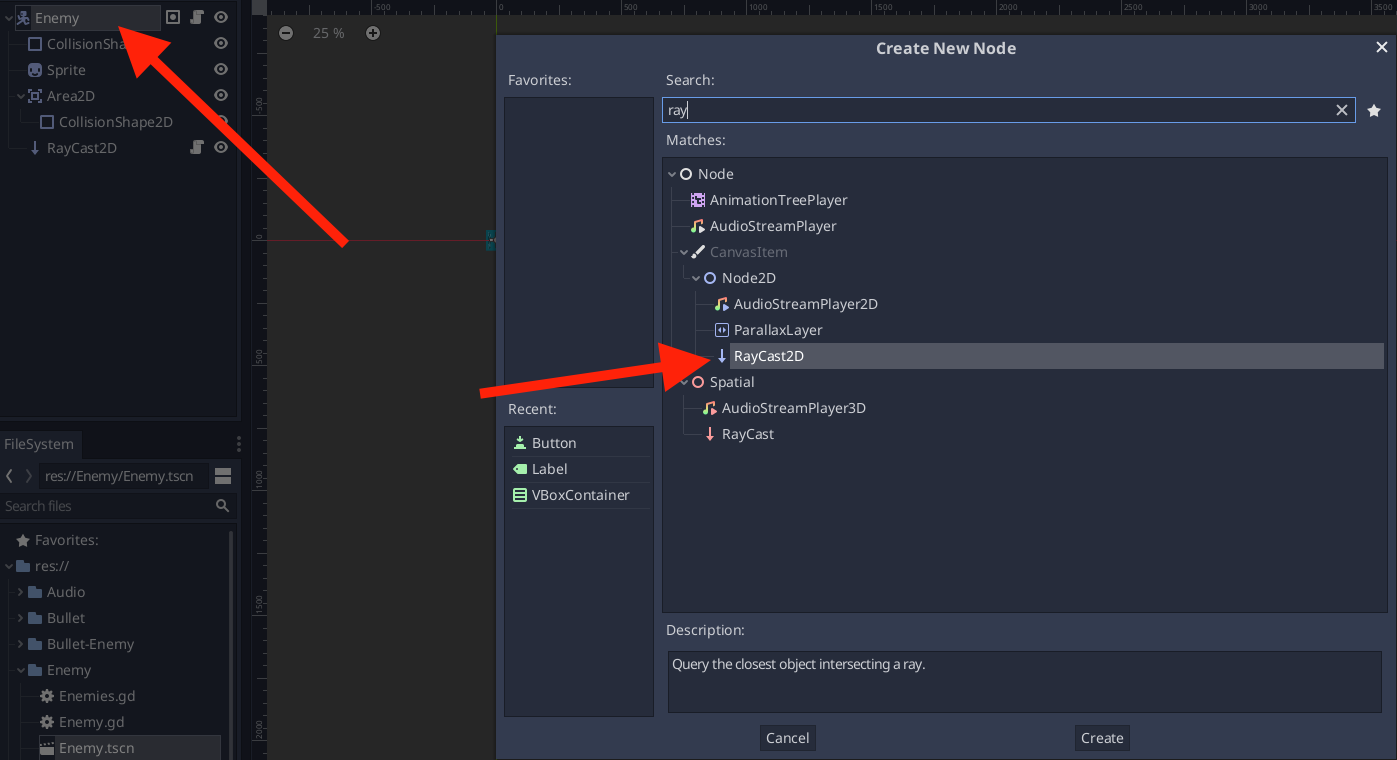 Enemy
CollisionSha
Sprite
Area2D
CollisionShape2D
RayCast2D
-500
0
500
1000
1500
2000
2500
3000
3500
25 %
-500
0
500
1000
1500
2000
Create New Node
Favorites:
Search:
ray
Matches:
Node
AnimationTreePlayer
AudioStreamPlayer
CanvasItem
Node2D
AudioStreamPlayer2D
ParallaxLayer
RayCast2D
Spatial
AudioStreamPlayer3D
RayCast
Recent:
Button
Label
VBoxContainer
Description:
Query the closest object intersecting a ray.
Cancel
Create
FileSystem
res://Enemy/Enemy.tscn
Search files
Favorites:
res://
Audio
Bullet
Bullet-Enemy
Enemy
Enemies.gd
Enemy.gd
Enemy.tscn